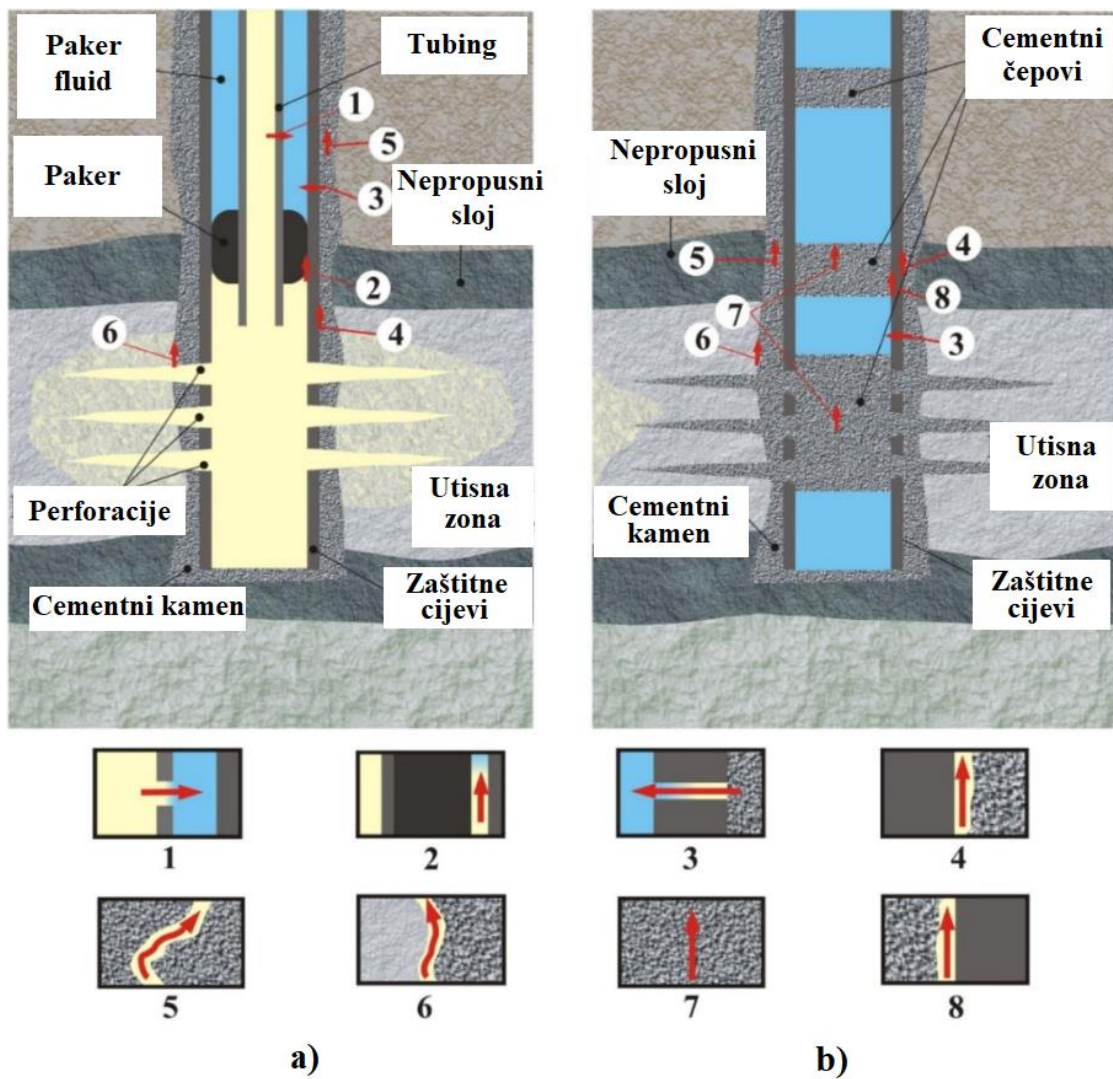 Paker
fluid
Tubing
1
5
3
Paker
Nepropusni
sloj
2
4
6
Perforacije
Utisna
zona
Cementni kamen
Zaštitne
cijevi
Cementni
čepovi
Nepropusni
sloj
5
4
8
7
6
3
Utisna
zona
Cementni
kamen
Zaštitne
cijevi
1
2
3
4
5
6
7
8
a)
b)